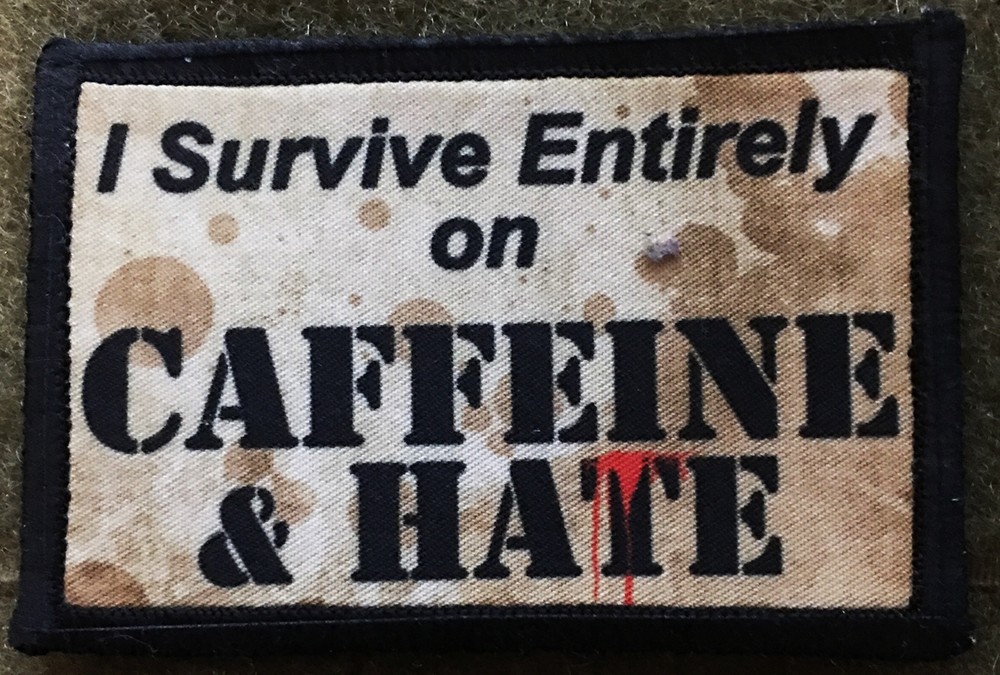 I Survive Entirely
on
CAFFEINE
& HATE